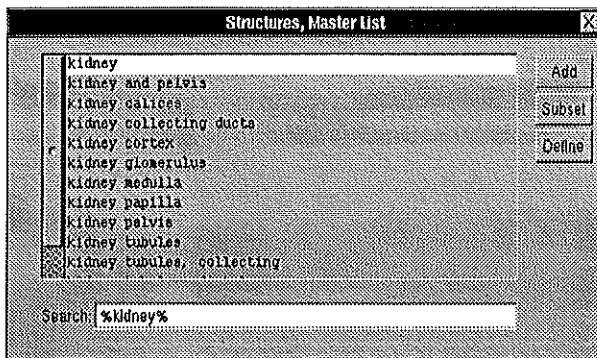 Structures, Master List
kidney
kidney and pelvis
kidney calices
kidney collecting ducts
kidney cortex
kidney glomerulus
kidney medulla
kidney papilla
kidney pelvis
kidney tubules
kidney tubules, collecting
Add
Subset
Define
Search: %kidney%